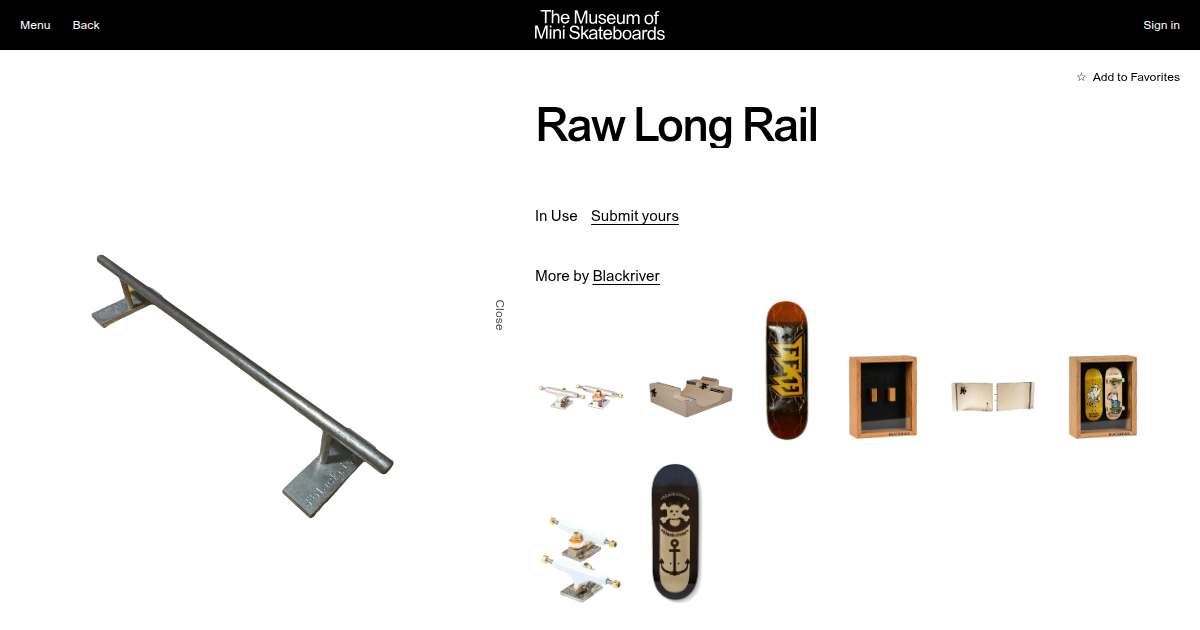 Menu
Back
The Museum of
Mini Skateboards
Sign in
☆ Add to Favorites
Raw Long Rail
In Use Submit yours
More by Blackriver
Close